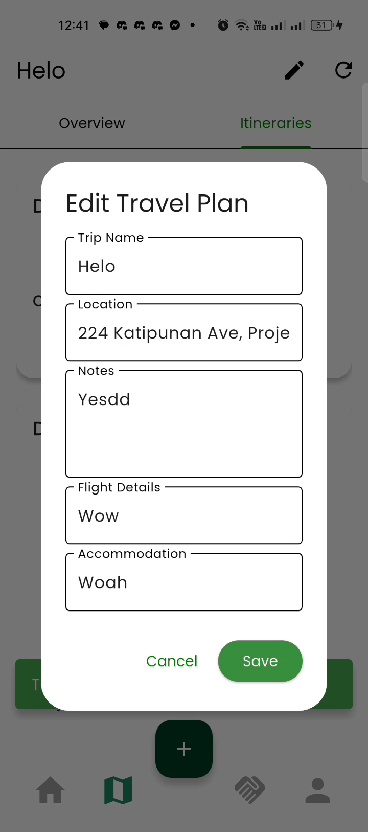 12:41
31
Helo
Overview
Itineraries
Edit Travel Plan
Trip Name
Helo
Location
224 Katipunan Ave, Proje
Notes
Yesdd
Flight Details
Wow
Accommodation
Woah
Cancel
Save